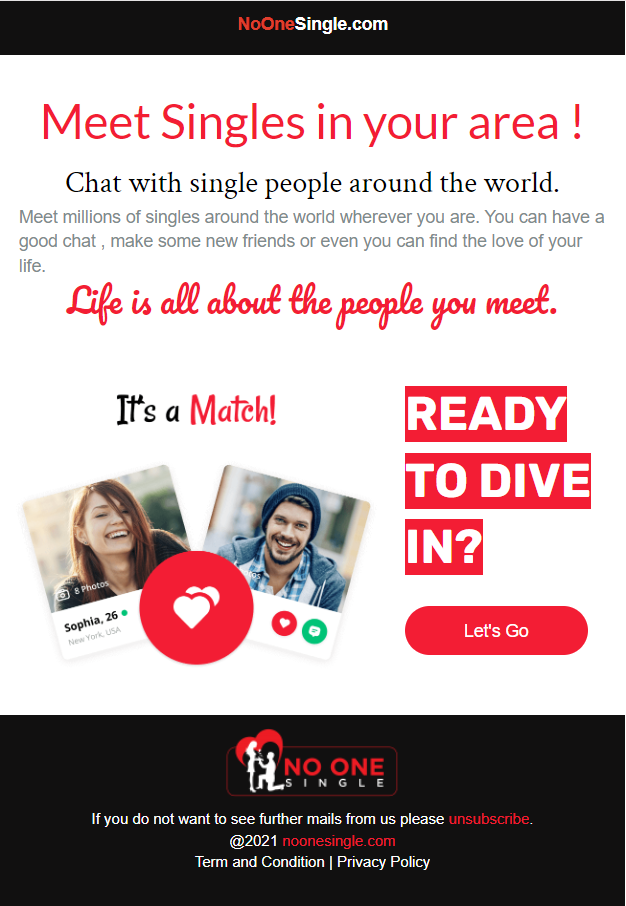 NoOneSingle.com
Meet Singles in your area !
Chat with single people around the world.
Meet millions of singles around the world wherever you are. You can have a
good chat , make some new friends or even you can find the love of your
life.
Life is all about the people you meet.
It's a Match!
8 Photos
Sophia, 26
New York, USA
READY
TO DIVE
IN?
Let's Go
NO ONE
SINGLE
If you do not want to see further mails from us please unsubscribe.
@2021 noonesingle.com
Term and Condition | Privacy Policy